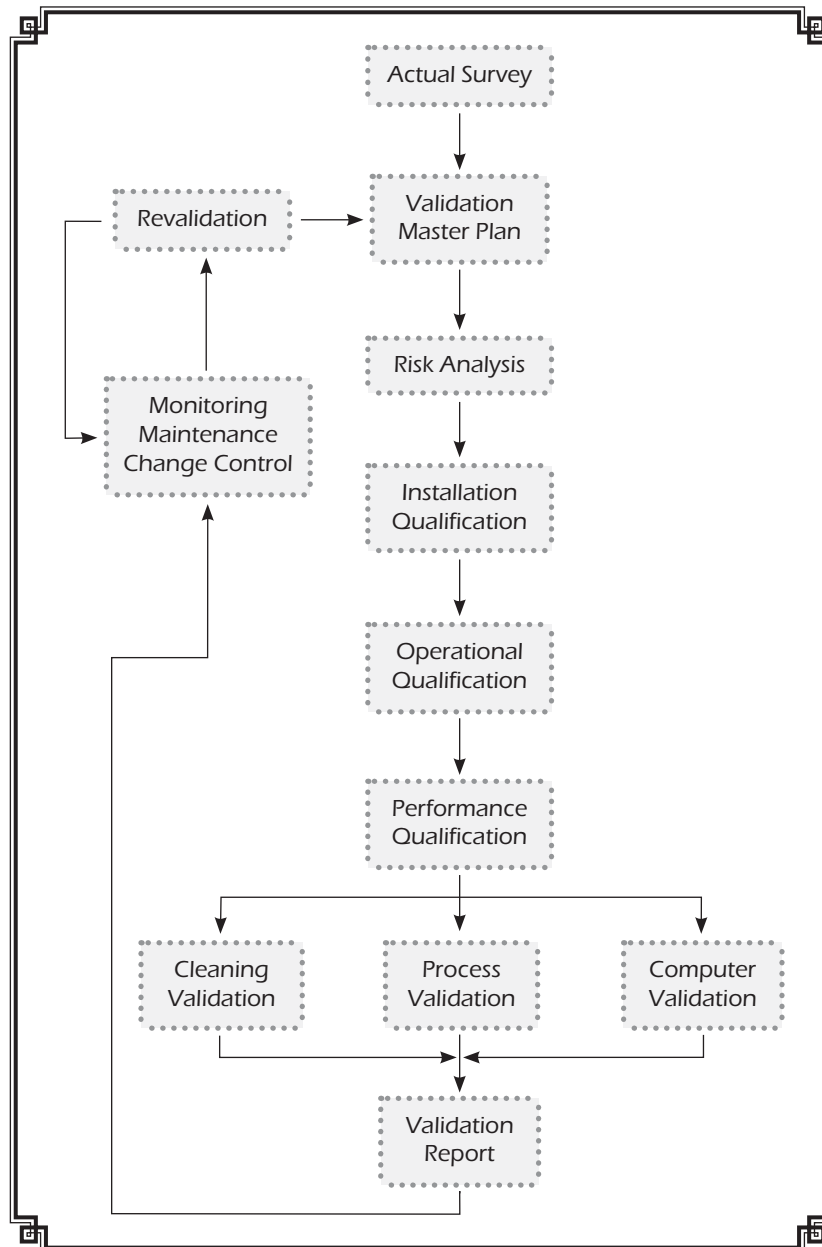 Actual Survey
Validation
Master Plan
Revalidation
Risk Analysis
Monitoring
Maintenance
Change Control
Installation
Qualification
Operational
Qualification
Performance
Qualification
Cleaning
Validation
Process
Validation
Computer
Validation
Validation
Report